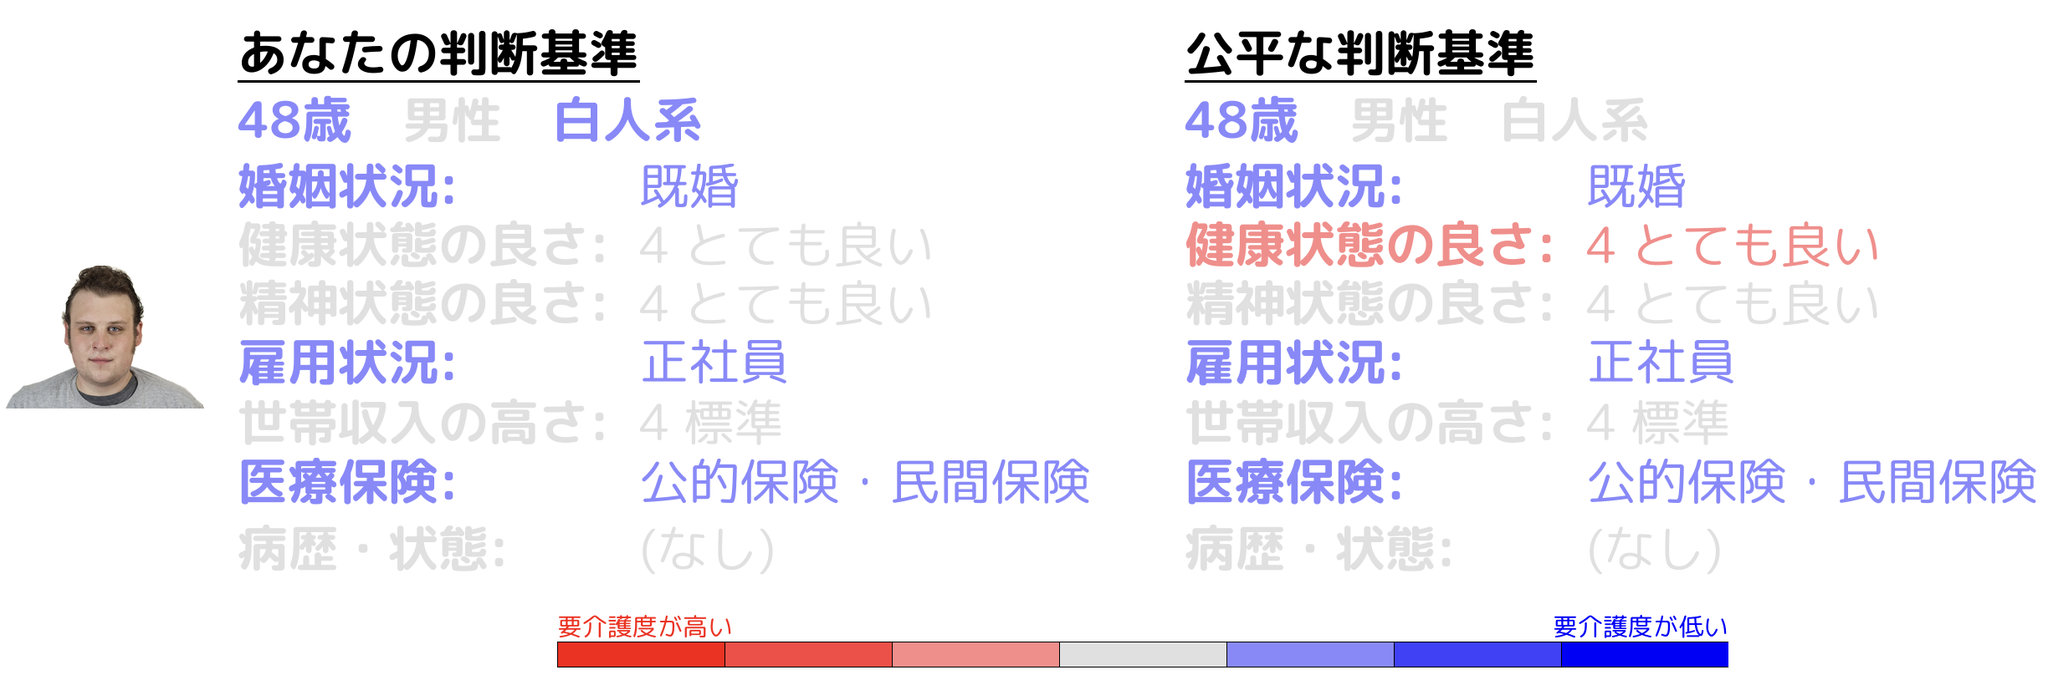 あなたの判断基準
48歳 男性 白人系
婚姻状況: 既婚
健康状態の良さ: 4 とても良い
精神状態の良さ: 4 とても良い
雇用状況: 正社員
世帯収入の高さ: 4 標準
医療保険: 公的保険・民間保険
病歴・状態: (なし)
公平な判断基準
48歳 男性 白人系
婚姻状況: 既婚
健康状態の良さ: 4 とても良い
精神状態の良さ: 4 とても良い
雇用状況: 正社員
世帯収入の高さ: 4 標準
医療保険: 公的保険・民間保険
病歴・状態: (なし)
要介護度が高い
要介護度が低い